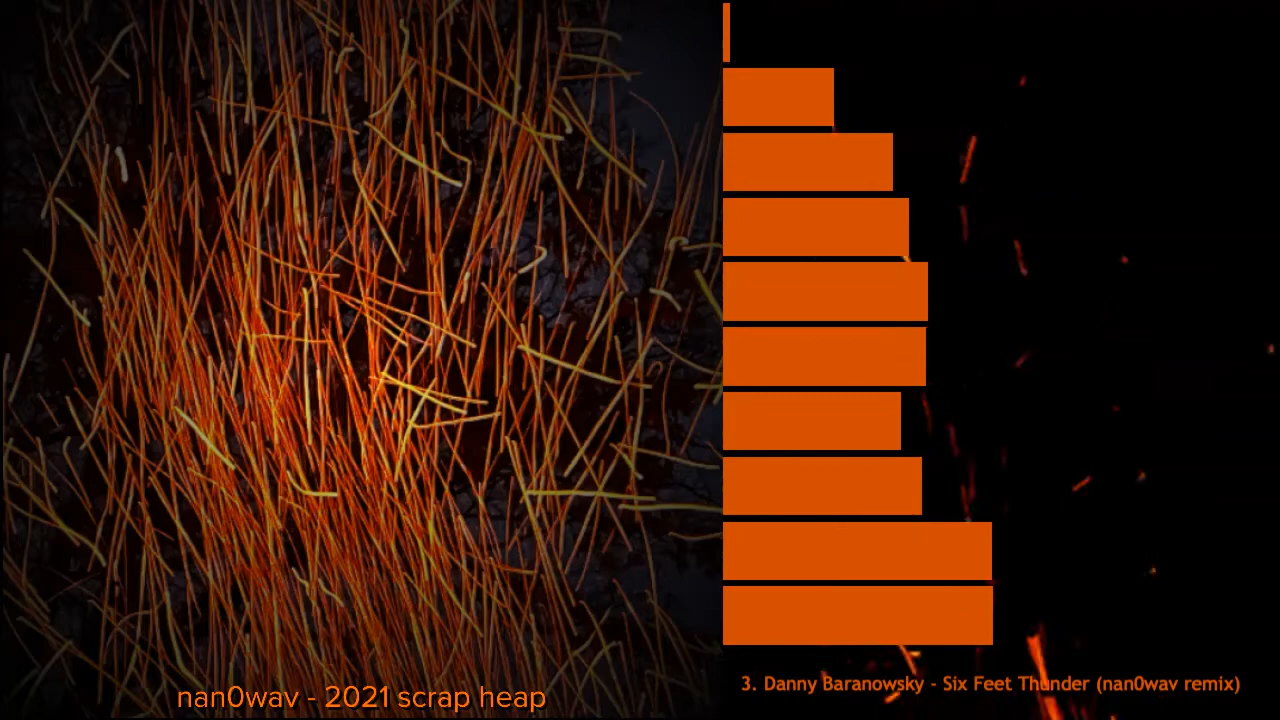 nan0wav - 2021 scrap heap
3. Danny Baranowsky - Six Feet Thunder (nan0wav remix)